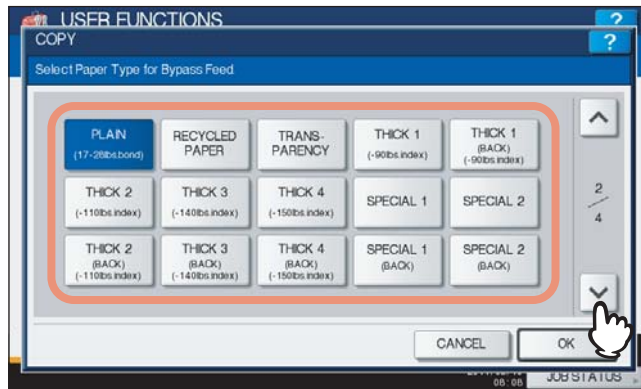 USER FUNCTIONS
?
COPY
?
Select Paper Type for Bypass Feed
PLAIN
(17-28lbs.bond)
RECYCLED
PAPER
TRANS-
PARENCY
THICK 1
(-90lbs.index)
THICK 1
(BACK)
(-90lbs.index)
THICK 2
(-110lbs.index)
THICK 3
(-140lbs.index)
THICK 4
(-150lbs.index)
SPECIAL 1
SPECIAL 2
2
4
THICK 2
(BACK)
(-110lbs.index)
THICK 3
(BACK)
(-140lbs.index)
THICK 4
(BACK)
(-150lbs.index)
SPECIAL 1
(BACK)
SPECIAL 2
(BACK)
CANCEL
OK
08:08
JOB STATUS